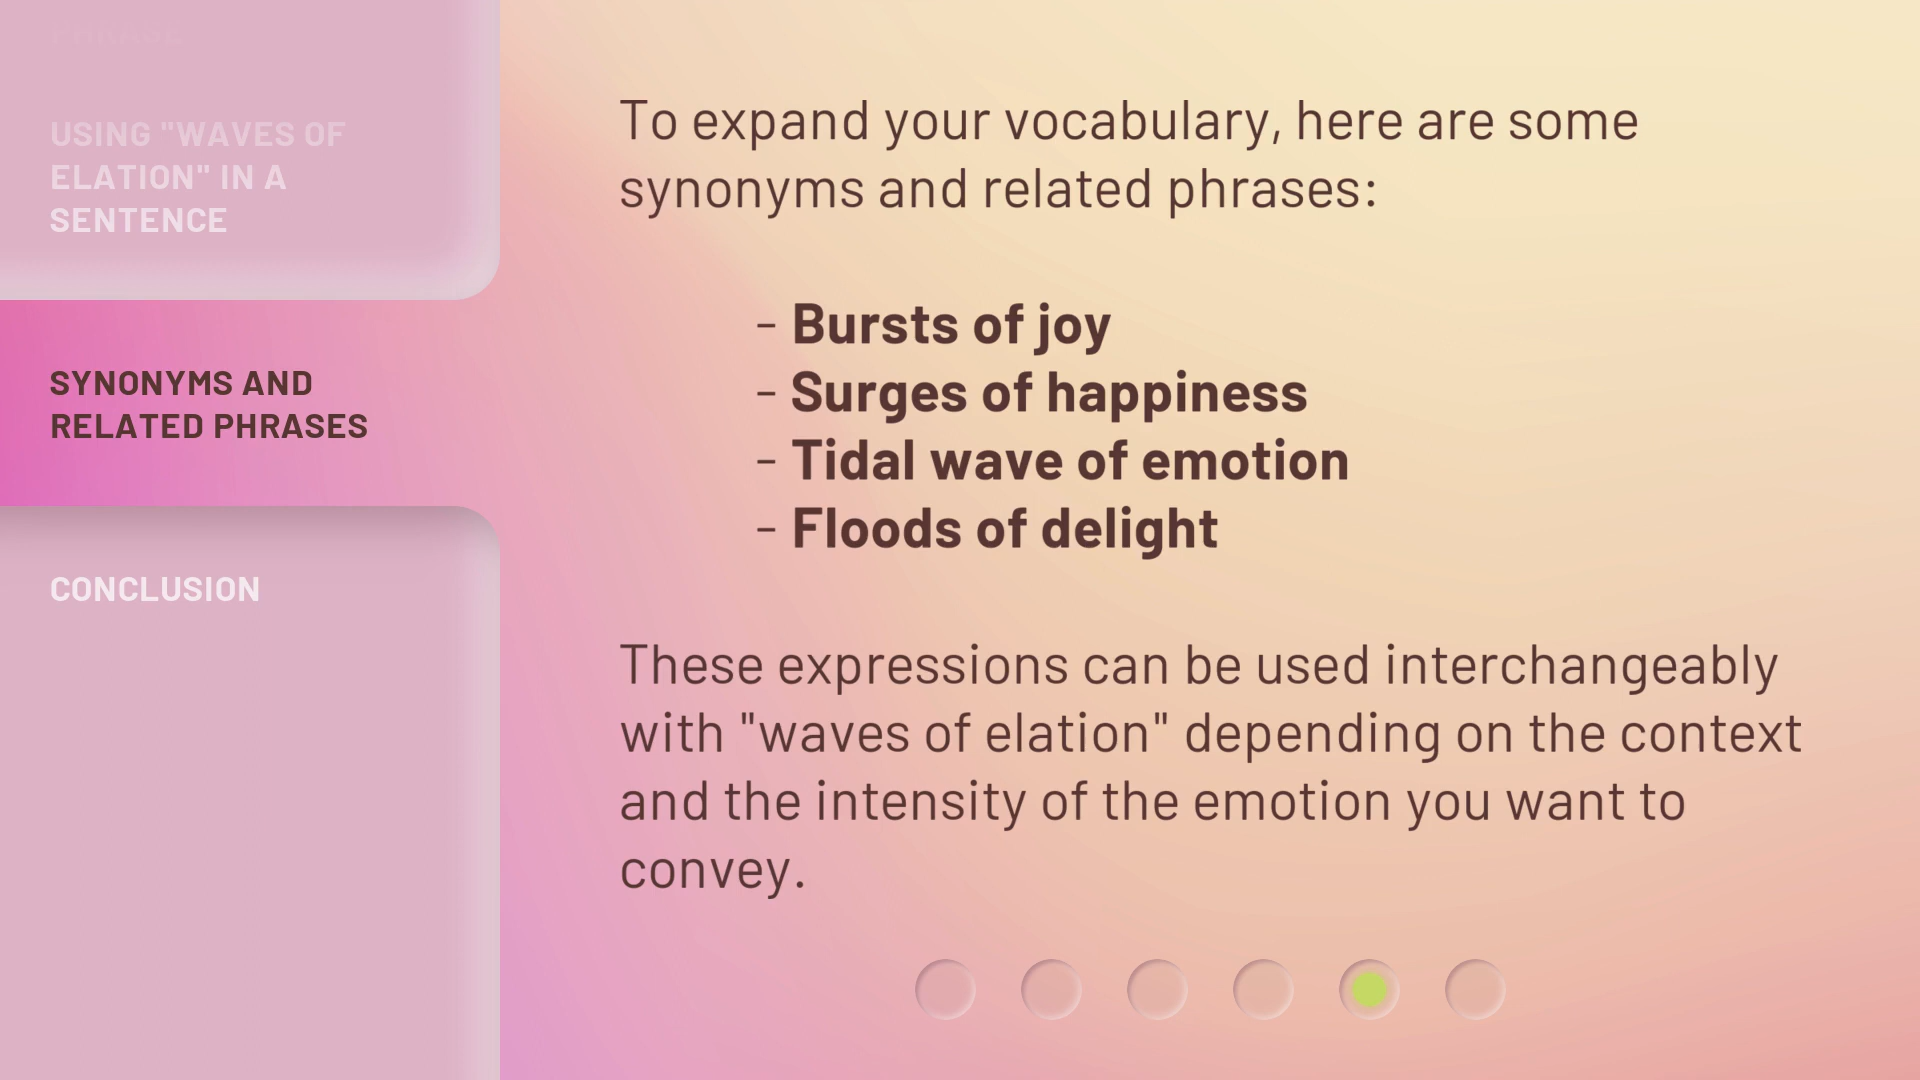 PHRASE
USING "WAVES OF
ELATION" IN A
SENTENCE
SYNONYMS AND
RELATED PHRASES
CONCLUSION
To expand your vocabulary, here are some
synonyms and related phrases:
- Bursts of joy
- Surges of happiness
- Tidal wave of emotion
- Floods of delight
These expressions can be used interchangeably
with "waves of elation" depending on the context
and the intensity of the emotion you want to
convey.